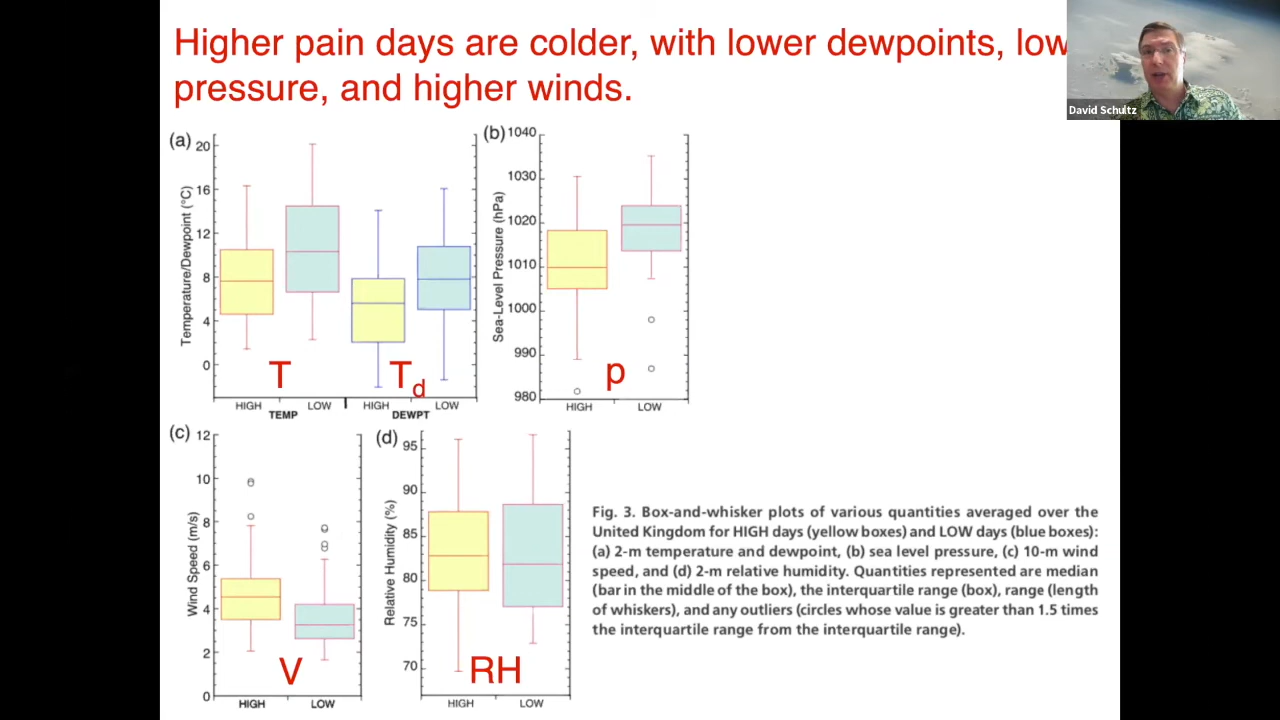 Higher pain days are colder, with lower dewpoints, low
pressure, and higher winds.
David Schultz
(a)
20
16
12
8
4
0
Temperature/Dewpoint (°C)
T
Td
HIGH
LOW
HIGH
LOW
TEMP
DEWPT
(b)
1040
1030
1020
1010
1000
990
980
Sea-Level Pressure (hPa)
p
HIGH
LOW
(c)
12
10
8
6
4
2
0
Wind Speed (m/s)
V
HIGH
LOW
(d)
95
90
85
80
75
70
Relative Humidity (%)
RH
HIGH
LOW
Fig. 3. Box-and-whisker plots of various quantities averaged over the
United Kingdom for HIGH days (yellow boxes) and LOW days (blue boxes):
(a) 2-m temperature and dewpoint, (b) sea level pressure, (c) 10-m wind
speed, and (d) 2-m relative humidity. Quantities represented are median
(bar in the middle of the box), the interquartile range (box), range (length
of whiskers), and any outliers (circles whose value is greater than 1.5 times
the interquartile range from the interquartile range).